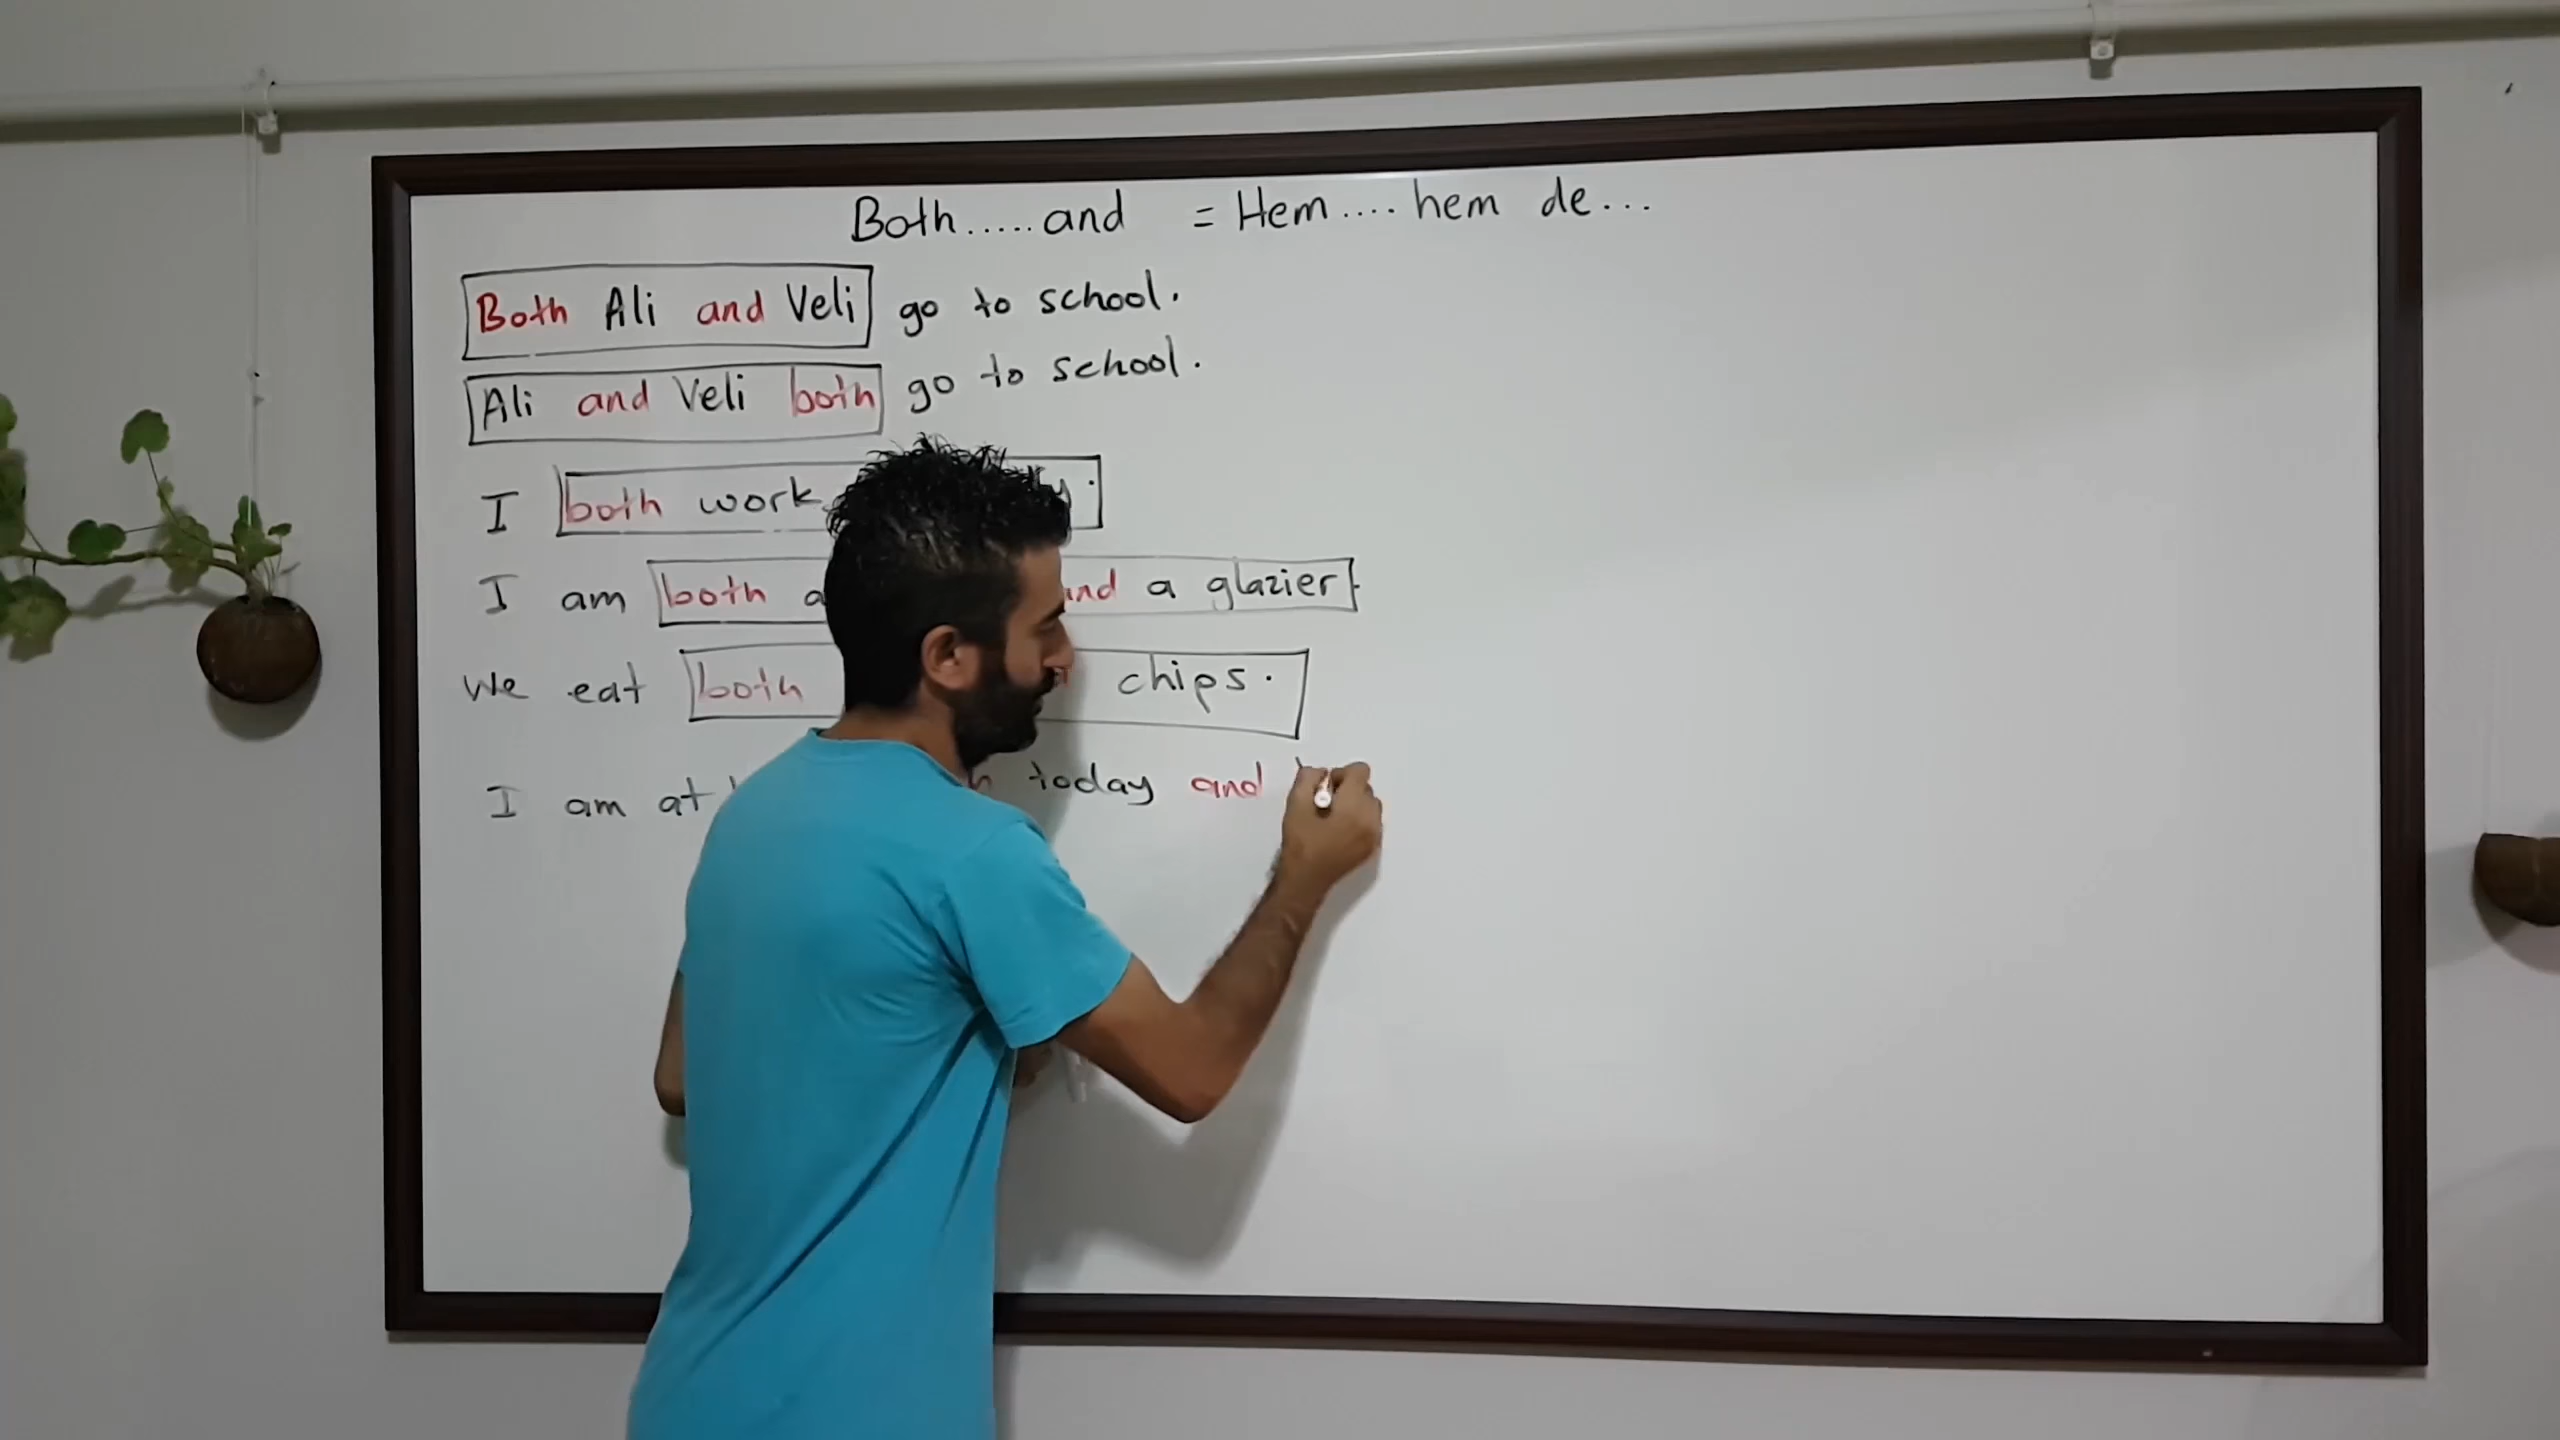 Both..... and = Hem .... hem de ...
Both Ali and Veli go to school.
Ali and Veli both go to school.
I both work
I am both and a glazier.
We eat both chips.
I am at today and